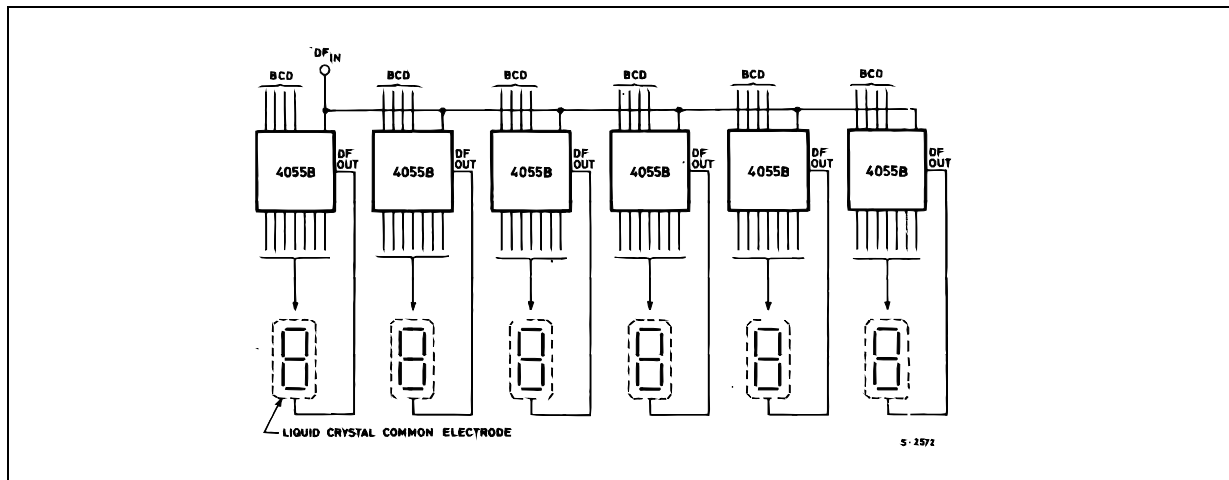 DF IN
BCD BCD BCD BCD BCD BCD
DF OUT DF OUT DF OUT DF OUT DF OUT DF OUT
4055B 4055B 4055B 4055B 4055B 4055B
LIQUID CRYSTAL COMMON ELECTRODE
S-2572